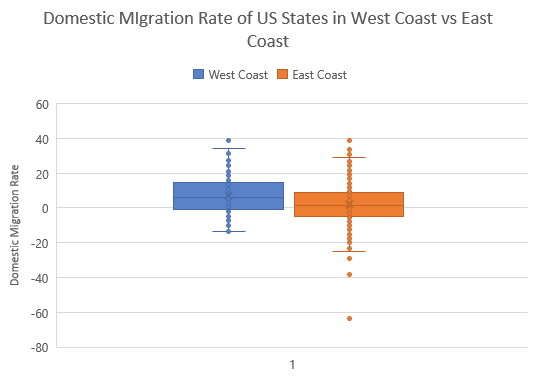 Domestic MIgration Rate of US States in West Coast vs East
Coast
West Coast East Coast
60
40
20
0
-20
-40
-60
-80
Domestic Migration Rate
1